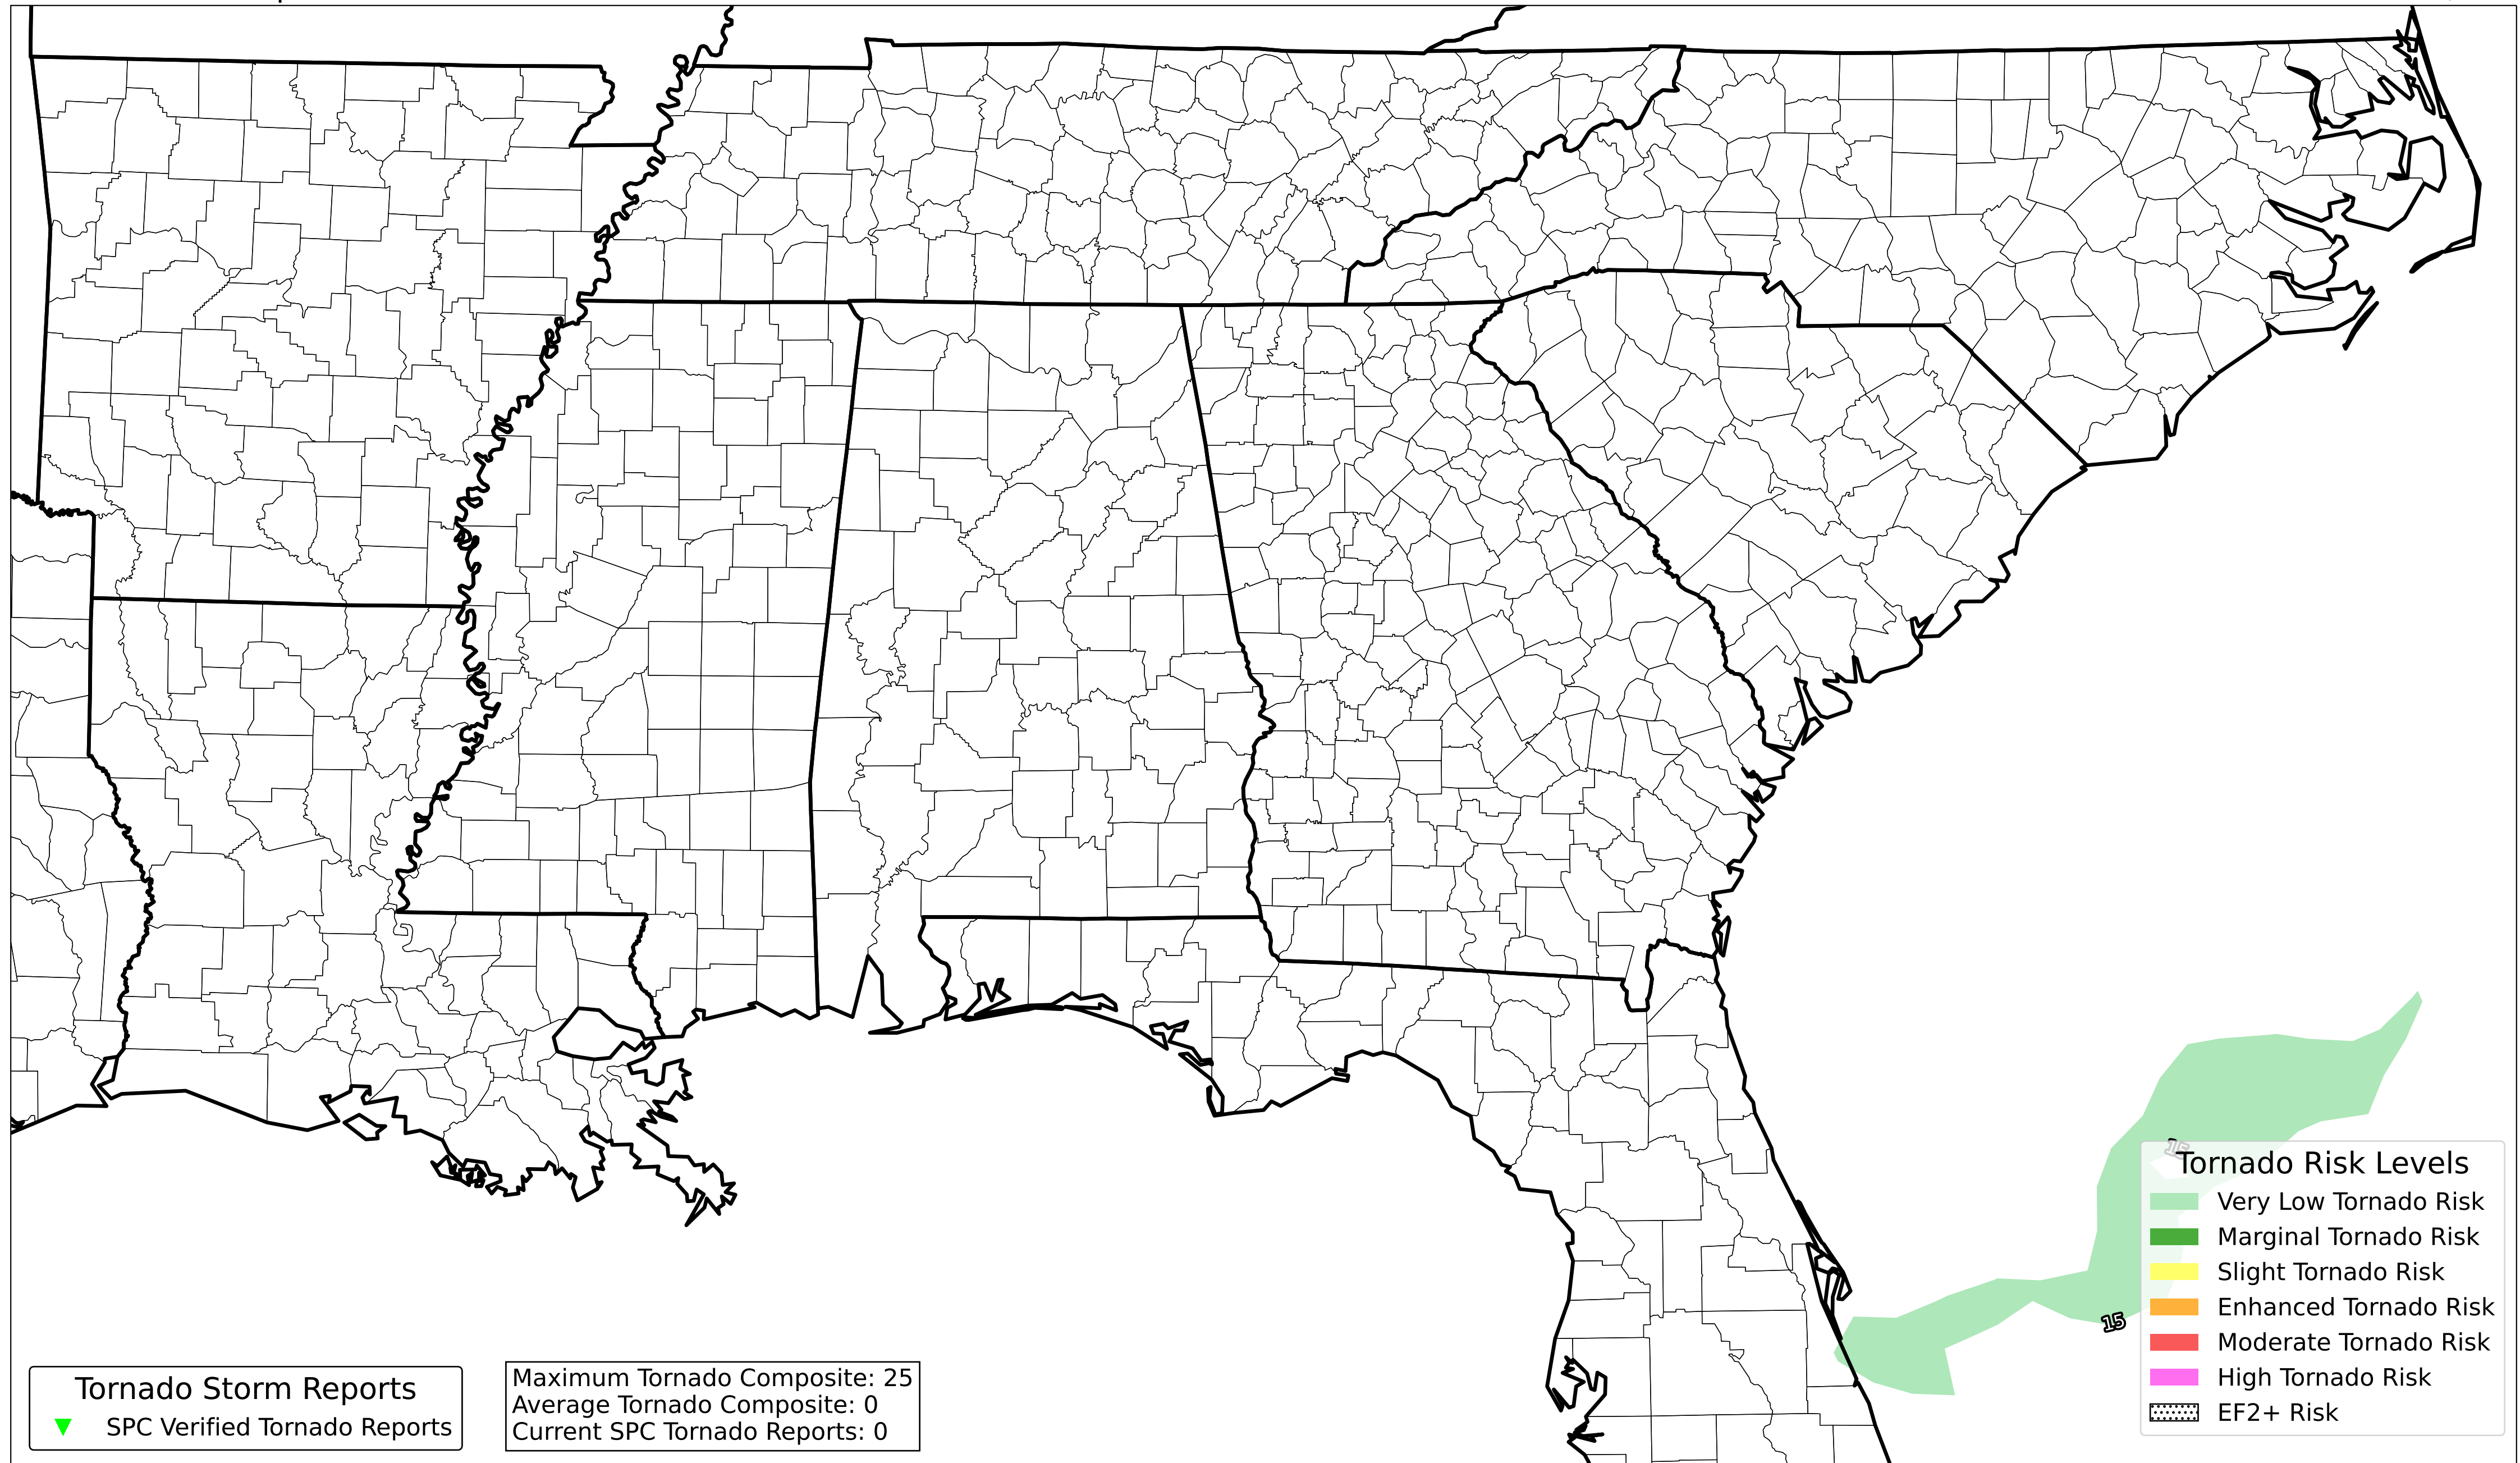 15
Tornado Risk Levels
Very Low Tornado Risk
Marginal Tornado Risk
Slight Tornado Risk
Enhanced Tornado Risk
15
Moderate Tornado Risk
High Tornado Risk
EF2+ Risk
Tornado Storm Reports
SPC Verified Tornado Reports
Maximum Tornado Composite: 25
Average Tornado Composite: 0
Current SPC Tornado Reports: 0